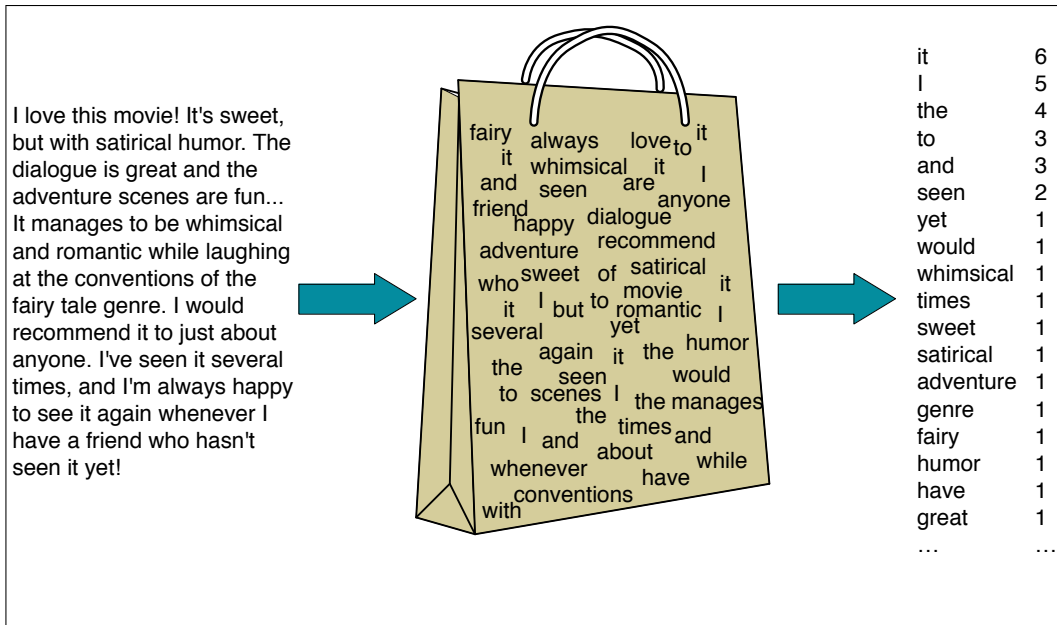 I love this movie! It's sweet,
but with satirical humor. The
dialogue is great and the
adventure scenes are fun...
It manages to be whimsical
and romantic while laughing
at the conventions of the
fairy tale genre. I would
recommend it to just about
anyone. I've seen it several
times, and I'm always happy
to see it again whenever I
have a friend who hasn't
seen it yet!
fairy always love to it
it whimsical it I
and seen are anyone
friend happy dialogue
adventure recommend
who sweet of satirical it
it I but to movie romantic I
several yet
again it the humor
the seen would
to scenes I the manages
fun the times and
I and about while
whenever have
conventions
with
it 6
I 5
the 4
to 3
and 3
seen 2
yet 1
would 1
whimsical 1
times 1
sweet 1
satirical 1
adventure 1
genre 1
fairy 1
humor 1
have 1
great 1
… …